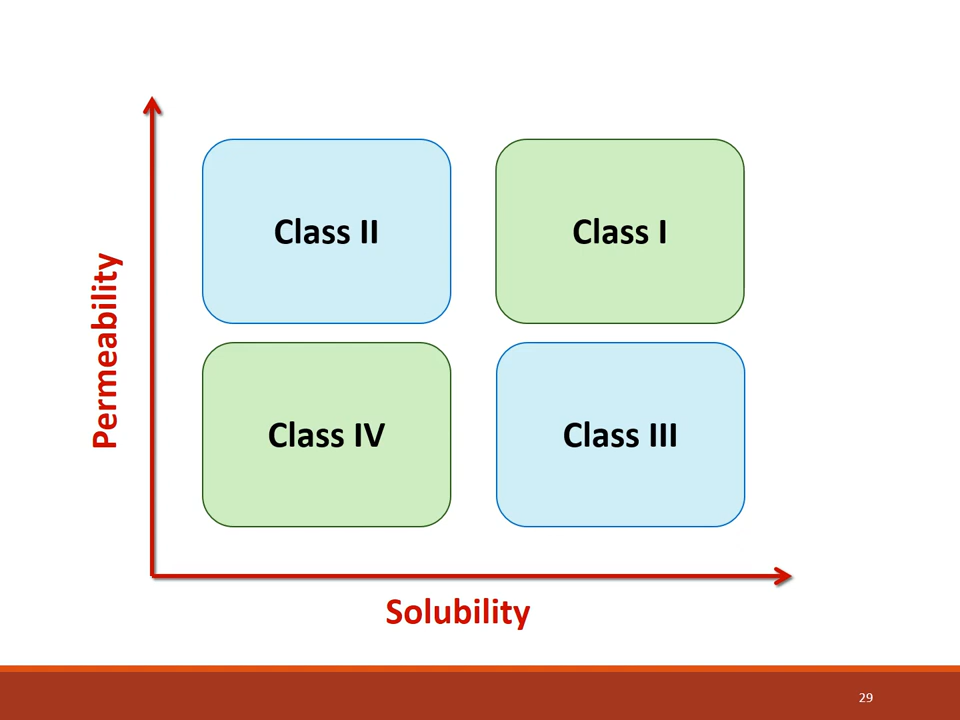 Class II
Class I
Permeability
Class IV
Class III
Solubility
29